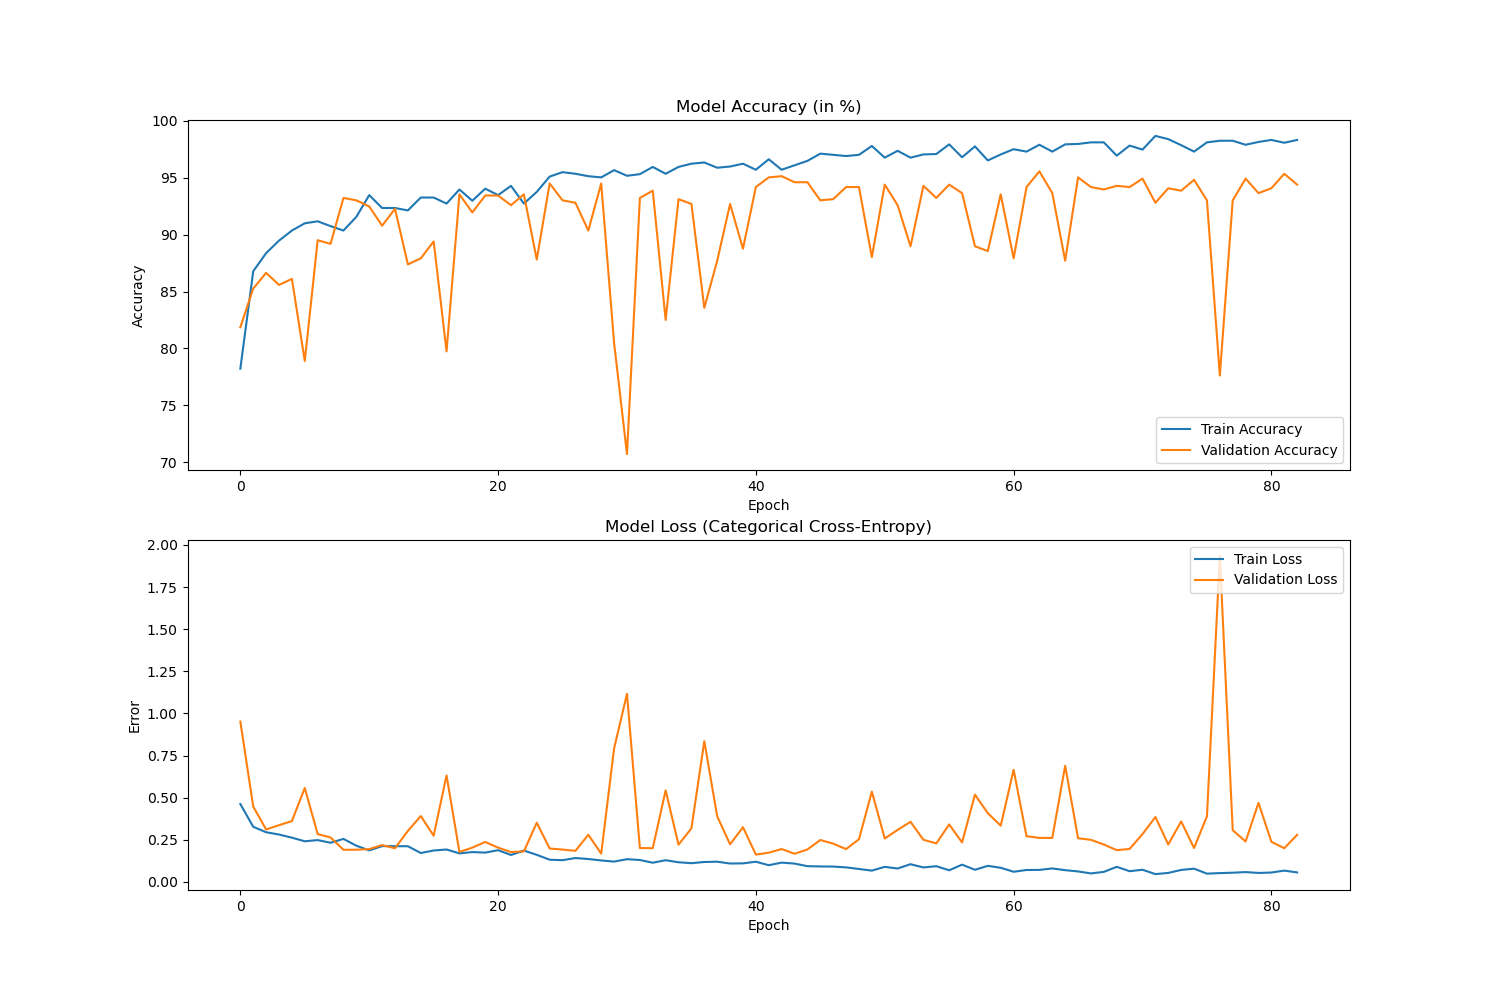 Model Accuracy (in %)
100
95
90
85
80
75
70
Accuracy
Train Accuracy
Validation Accuracy
0 20 40 60 80
Epoch
Model Loss (Categorical Cross-Entropy)
2.00
1.75
1.50
1.25
1.00
0.75
0.50
0.25
0.00
Error
Train Loss
Validation Loss
0 20 40 60 80
Epoch